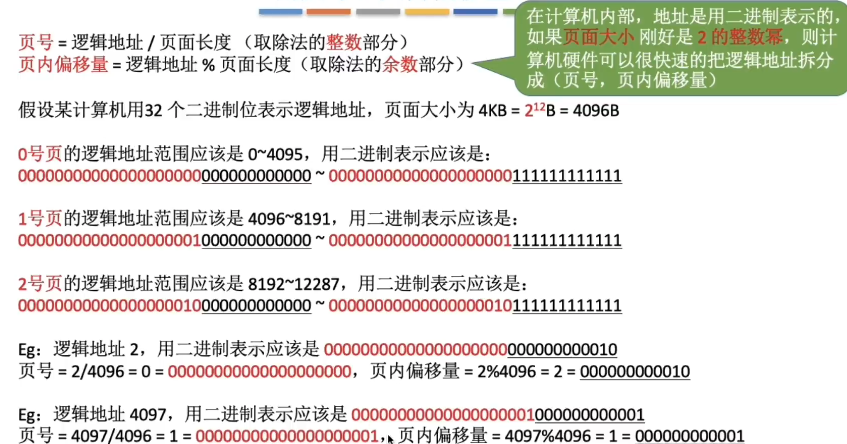 在计算机内部，地址是用二进制表示的，
如果页面大小 刚好是 2 的整数幂，则计
算机硬件可以很快速的把逻辑地址拆分
成（页号，页内偏移量）
页号 = 逻辑地址 / 页面长度 （取除法的整数部分）
页内偏移量 = 逻辑地址 % 页面长度（取除法的余数部分）
假设某计算机用32 个二进制位表示逻辑地址，页面大小为 4KB = 2¹²B = 4096B
0号页的逻辑地址范围应该是 0~4095，用二进制表示应该是：
00000000000000000000000000000000 ~ 00000000000000000000111111111111
1号页的逻辑地址范围应该是 4096~8191，用二进制表示应该是：
00000000000000000001000000000000 ~ 00000000000000000001111111111111
2号页的逻辑地址范围应该是 8192~12287，用二进制表示应该是：
00000000000000000010000000000000 ~ 00000000000000000010111111111111
Eg：逻辑地址 2，用二进制表示应该是 00000000000000000000000000000010
页号 = 2/4096 = 0 = 00000000000000000000，页内偏移量 = 2%4096 = 2 = 000000000010
Eg：逻辑地址 4097，用二进制表示应该是 00000000000000000001000000000001
页号 = 4097/4096 = 1 = 00000000000000000001，页内偏移量 = 4097%4096 = 1 = 000000000001